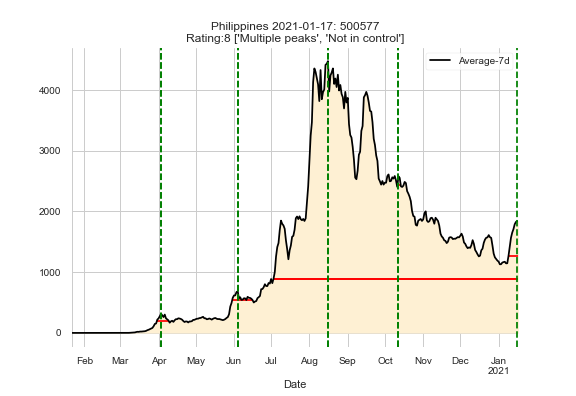 Philippines 2021-01-17: 500577
Rating:8 ['Multiple peaks', 'Not in control']
Average-7d
4000
3000
2000
1000
0
Feb Mar Apr May Jun Jul Aug Sep Oct Nov Dec Jan
2021
Date